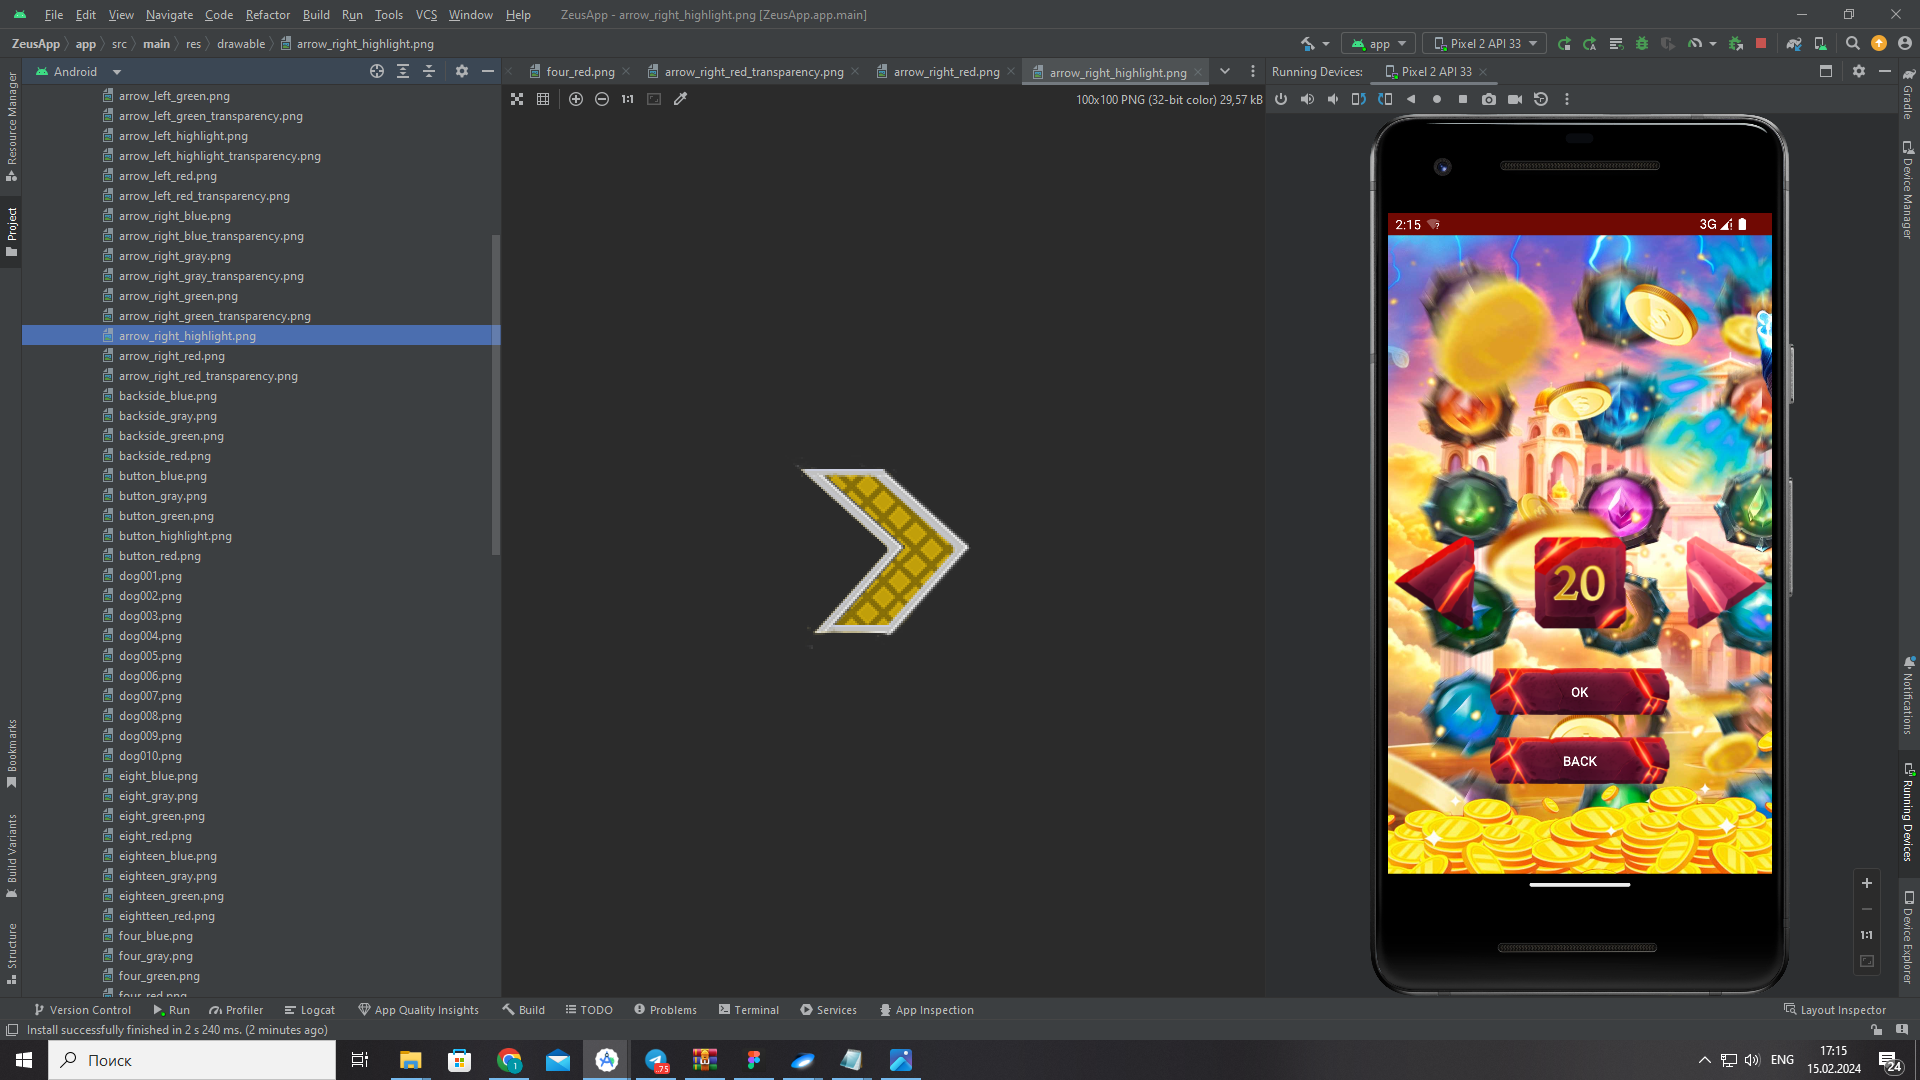 File Edit View Navigate Code Refactor Build Run Tools VCS Window Help ZeusApp - arrow_right_highlight.png [ZeusApp.app.main]
ZeusApp app src main res drawable arrow_right_highlight.png app Pixel 2 API 33
Android four_red.png arrow_right_red_transparency.png arrow_right_red.png arrow_right_highlight.png Running Devices: Pixel 2 API 33
1:1 100x100 PNG (32-bit color) 29,57 kB
Resource Manager
Project
Bookmarks
Build Variants
Structure
arrow_left_green.png
arrow_left_green_transparency.png
arrow_left_highlight.png
arrow_left_highlight_transparency.png
arrow_left_red.png
arrow_left_red_transparency.png
arrow_right_blue.png
arrow_right_blue_transparency.png
arrow_right_gray.png
arrow_right_gray_transparency.png
arrow_right_green.png
arrow_right_green_transparency.png
arrow_right_highlight.png
arrow_right_red.png
arrow_right_red_transparency.png
backside_blue.png
backside_gray.png
backside_green.png
backside_red.png
button_blue.png
button_gray.png
button_green.png
button_highlight.png
button_red.png
dog001.png
dog002.png
dog003.png
dog004.png
dog005.png
dog006.png
dog007.png
dog008.png
dog009.png
dog010.png
eight_blue.png
eight_gray.png
eight_green.png
eight_red.png
eighteen_blue.png
eighteen_gray.png
eighteen_green.png
eightteen_red.png
four_blue.png
four_gray.png
four_green.png
four_red.png
2:15 3G
20
OK
BACK
1:1
Gradle
Device Manager
Notifications
Running Devices
Device Explorer
Version Control Run Profiler Logcat App Quality Insights Build TODO Problems Terminal Services App Inspection Layout Inspector
Install successfully finished in 2 s 240 ms. (2 minutes ago)
Поиск 1 .75 ENG 17:15
15.02.2024 24